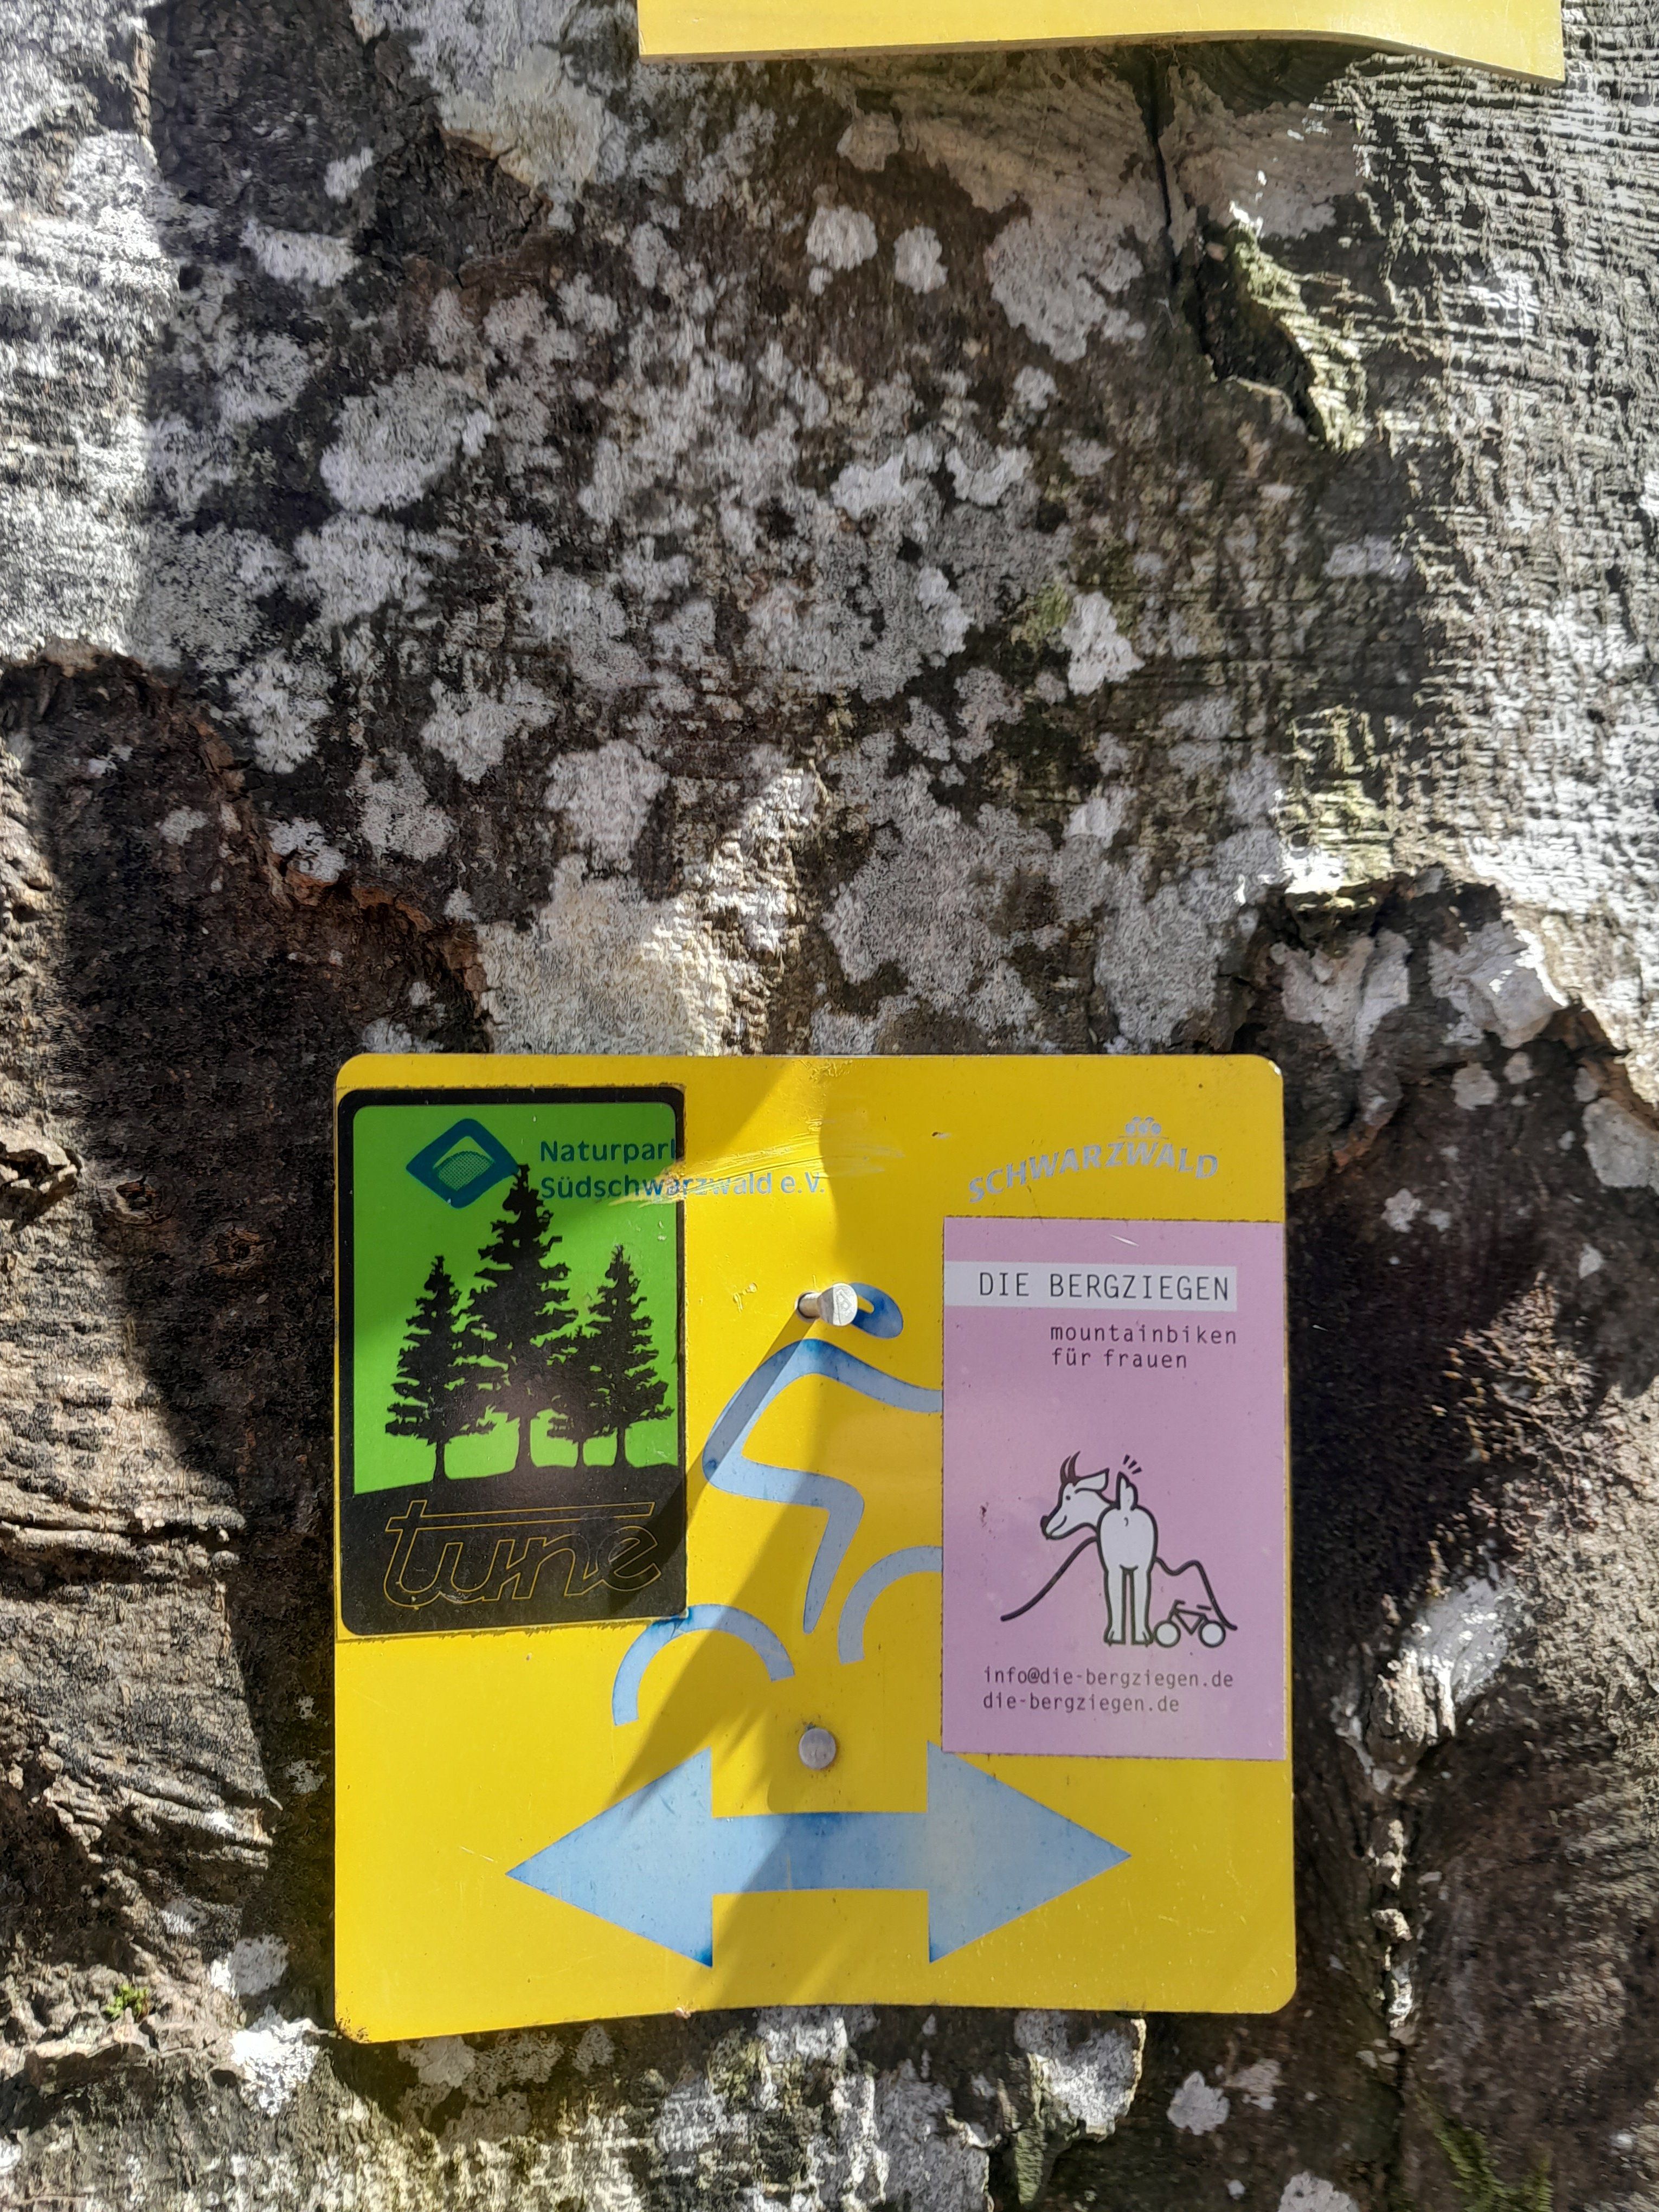 Naturpark
Südschwarzwald e.V.
SCHWARZWALD
DIE BERGZIEGEN
mountainbiken
für frauen
tune
info@die-bergziegen.de
die-bergziegen.de